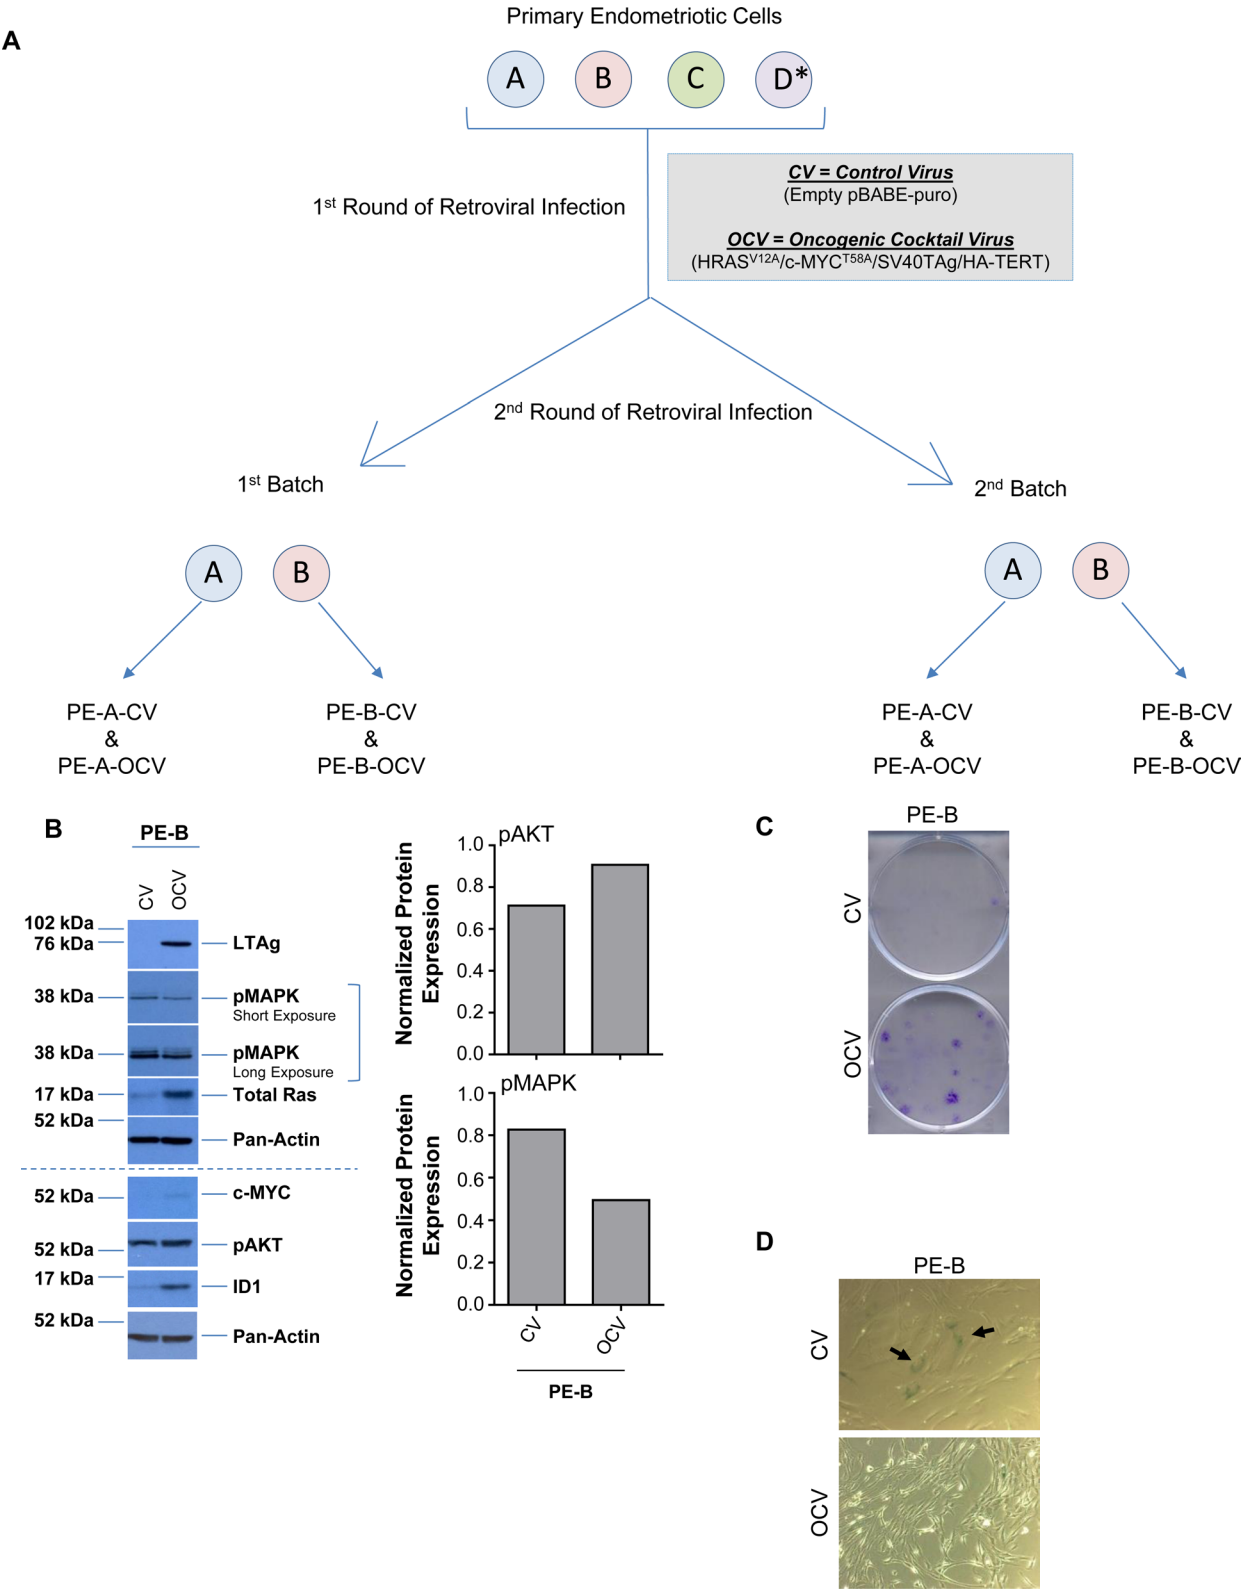 A
Primary Endometriotic Cells
A B C D*
CV = Control Virus
(Empty pBABE-puro)
OCV = Oncogenic Cocktail Virus
(HRASV12A/c-MYCT58A/SV40TAg/HA-TERT)
1st Round of Retroviral Infection
2nd Round of Retroviral Infection
1st Batch
2nd Batch
A B
A B
PE-A-CV
&
PE-A-OCV
PE-B-CV
&
PE-B-OCV
PE-A-CV
&
PE-A-OCV
PE-B-CV
&
PE-B-OCV
B
PE-B
CV
OCV
102 kDa
76 kDa
LTAg
38 kDa
pMAPK
Short Exposure
38 kDa
pMAPK
Long Exposure
17 kDa
Total Ras
52 kDa
Pan-Actin
52 kDa
c-MYC
52 kDa
pAKT
17 kDa
ID1
52 kDa
Pan-Actin
pAKT
Normalized Protein
Expression
1.0
0.8
0.6
0.4
0.2
0.0
pMAPK
Normalized Protein
Expression
1.0
0.8
0.6
0.4
0.2
0.0
CV
OCV
PE-B
C
PE-B
CV
OCV
D
PE-B
CV
OCV